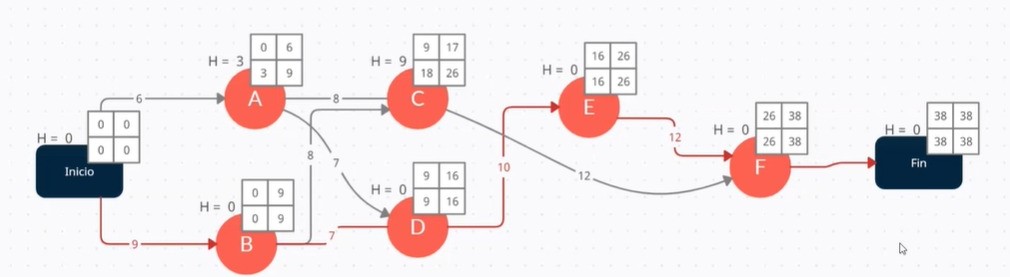 H = 0
0 0
0 0
Inicio
6
9
H = 3
0 6
3 9
A
H = 0
0 9
0 9
B
8
8
7
7
H = 9
9 17
18 26
C
H = 0
9 16
9 16
D
10
12
H = 0
16 26
16 26
E
12
H = 0
26 38
26 38
F
H = 0
38 38
38 38
Fin